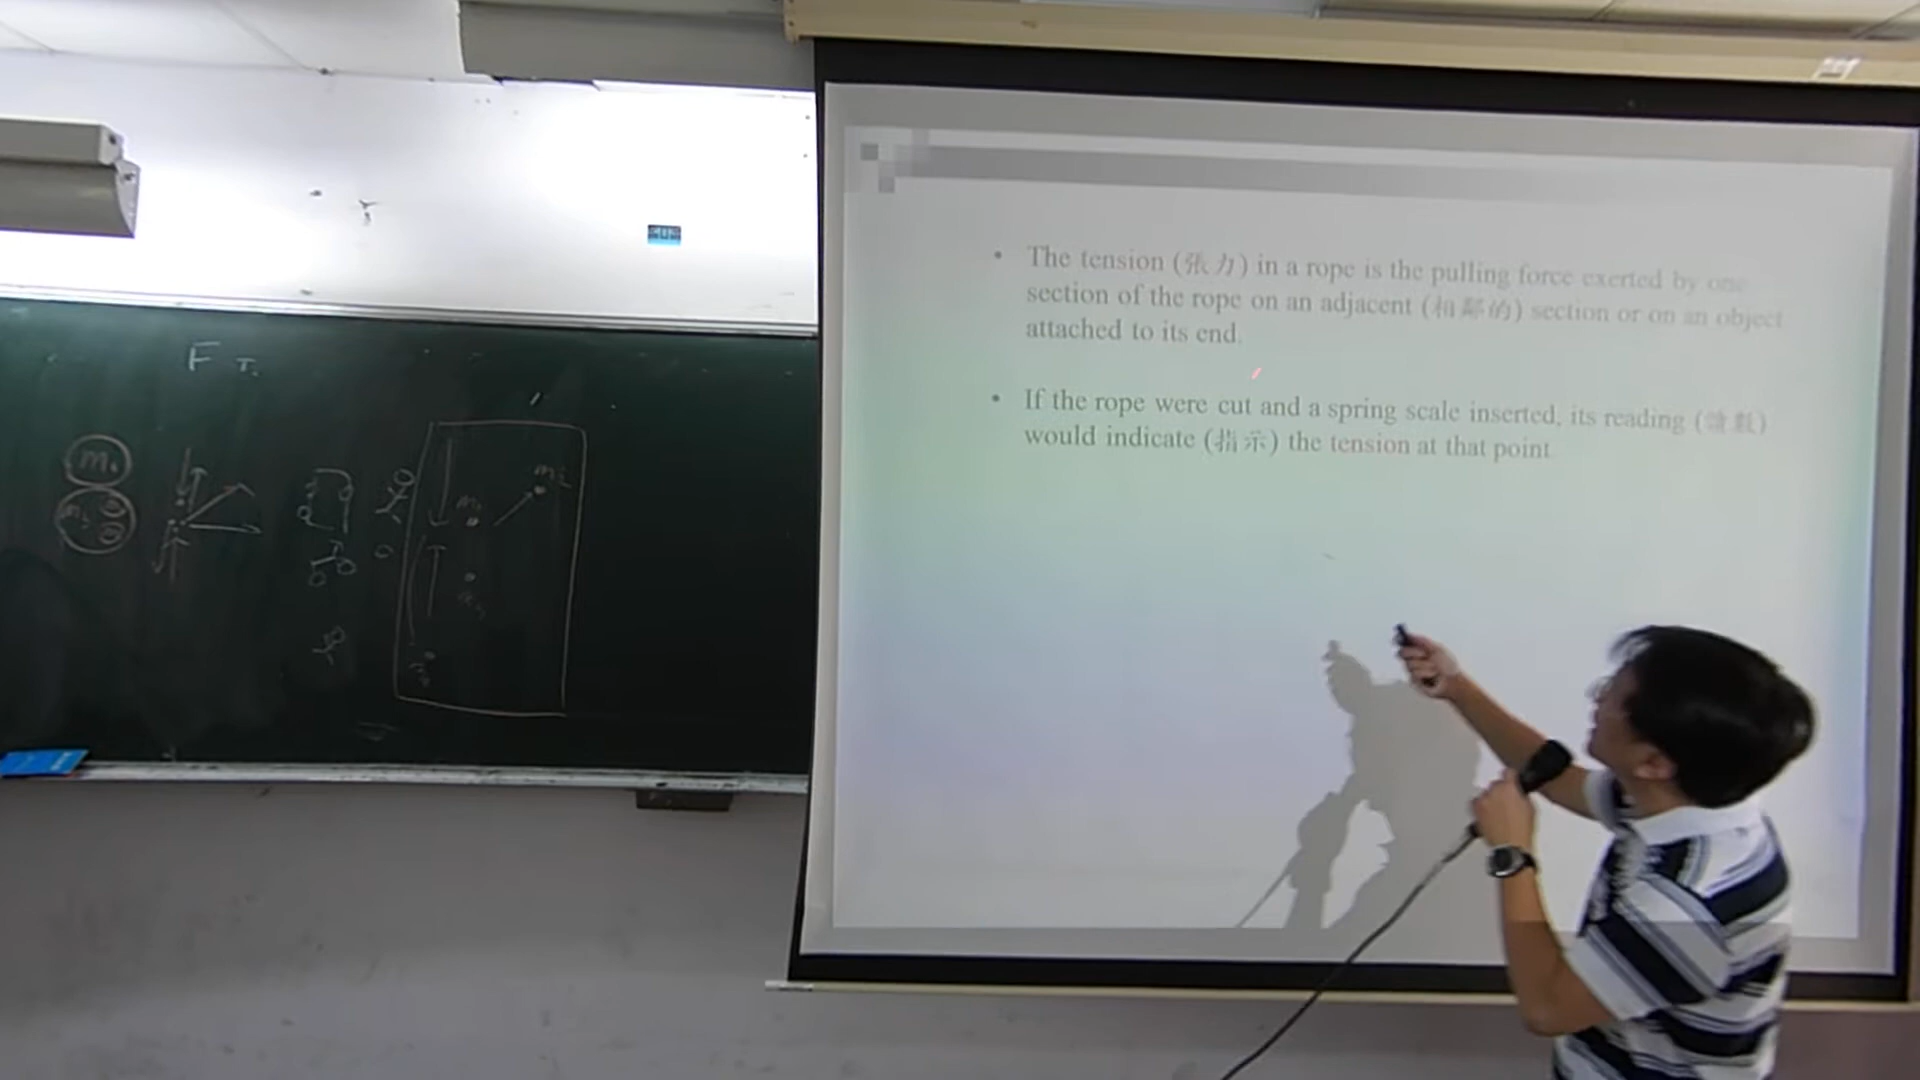 • The tension (張力) in a rope is the pulling force exerted by one
section of the rope on an adjacent (相鄰的) section or on an object
attached to its end.
• If the rope were cut and a spring scale inserted, its reading
would indicate (指示) the tension at that point
F
m₁
m₂